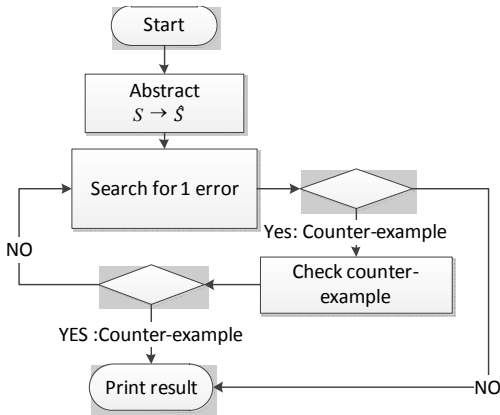 Start
Abstract
S → Ŝ
Search for 1 error
Yes: Counter-example
NO
Check counter-
example
YES :Counter-example
Print result
NO